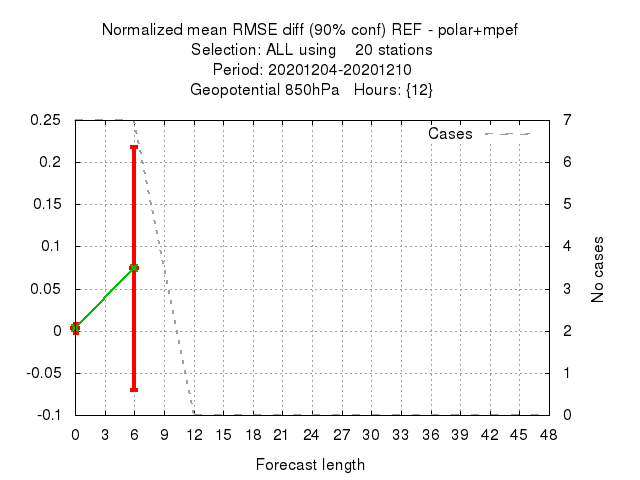 Normalized mean RMSE diff (90% conf) REF - polar+mpef
Selection: ALL using 20 stations
Period: 20201204-20201210
Geopotential 850hPa Hours: {12}
Cases
0.25
0.2
0.15
0.1
0.05
0
-0.05
-0.1
7
6
5
4
3
2
1
0
No cases
0 3 6 9 12 15 18 21 24 27 30 33 36 39 42 45 48
Forecast length